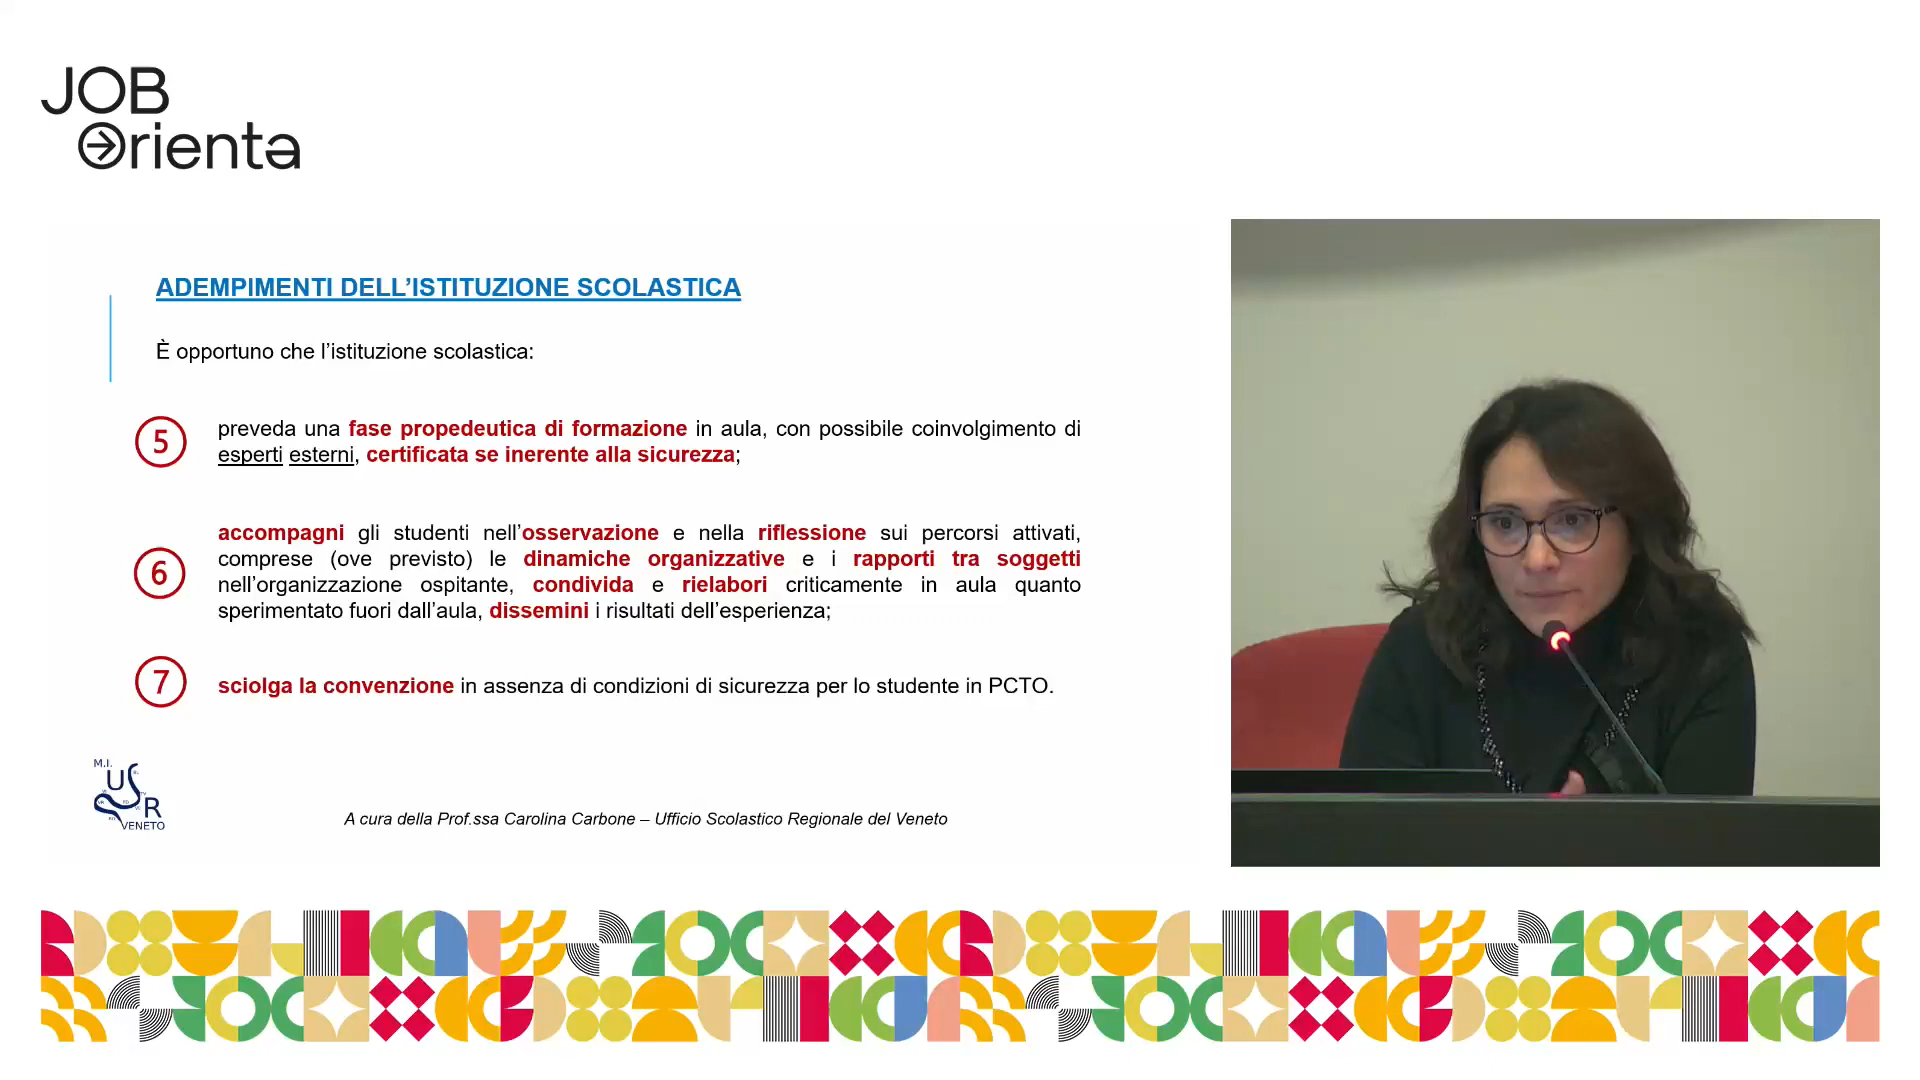 JOB
Orienta
ADEMPIMENTI DELL’ISTITUZIONE SCOLASTICA
È opportuno che l’istituzione scolastica:
5
preveda una fase propedeutica di formazione in aula, con possibile coinvolgimento di
esperti esterni, certificata se inerente alla sicurezza;
6
accompagni gli studenti nell’osservazione e nella riflessione sui percorsi attivati,
comprese (ove previsto) le dinamiche organizzative e i rapporti tra soggetti
nell’organizzazione ospitante, condivida e rielabori criticamente in aula quanto
sperimentato fuori dall’aula, dissemini i risultati dell’esperienza;
7
sciolga la convenzione in assenza di condizioni di sicurezza per lo studente in PCTO.
M.I.
USR
VENETO
A cura della Prof.ssa Carolina Carbone – Ufficio Scolastico Regionale del Veneto